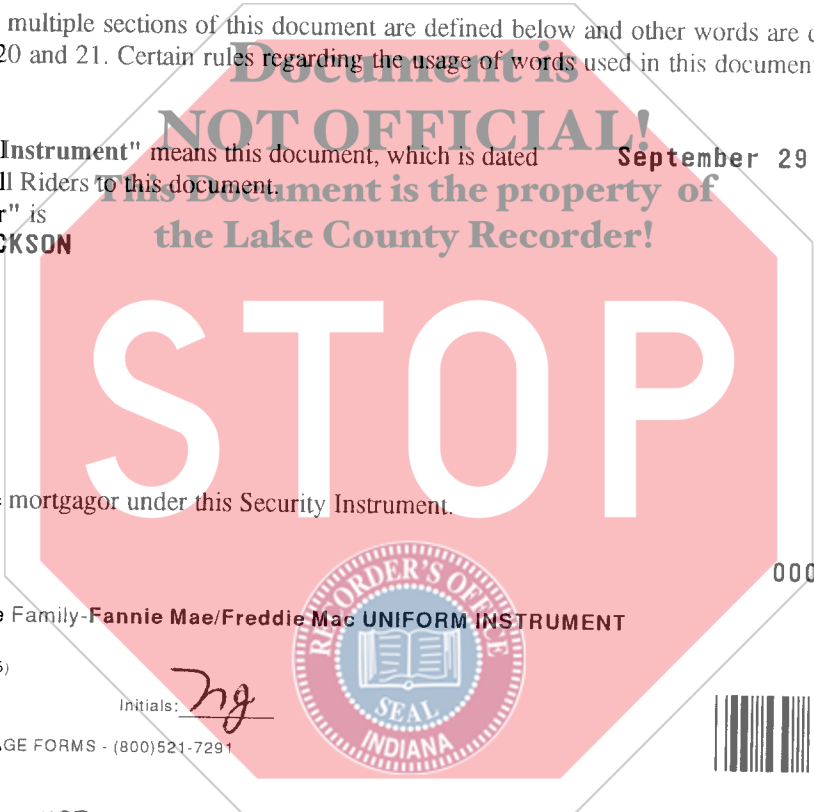 multiple sections of this document are defined below and other words are
20 and 21. Certain rules regarding the usage of words used in this document
Document is
NOT OFFICIAL!
Instrument" means this document, which is dated September 29
ll Riders to this document.
This Document is the property of
r" is
the Lake County Recorder!
CKSON
STOP
mortgagor under this Security Instrument.
000
e Family-Fannie Mae/Freddie Mac UNIFORM INSTRUMENT
RECORDER'S OFFICE
Initials: ng
SEAL
INDIANA
GE FORMS - (800)521-7291